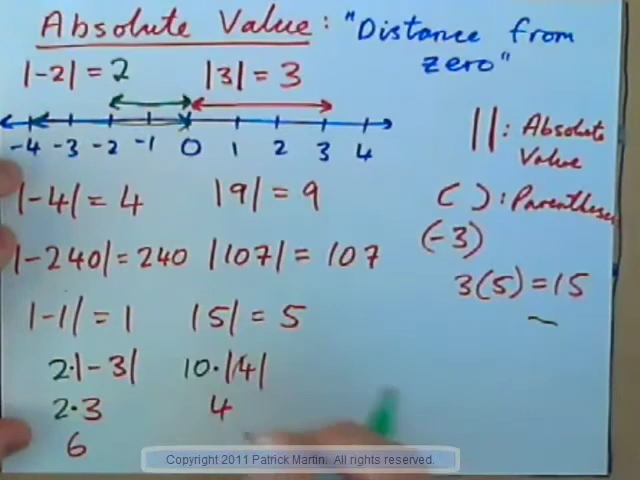 Absolute Value: "Distance from zero"
|-2| = 2 |3| = 3
-4 -3 -2 -1 0 1 2 3 4
||: Absolute Value
( ): Parentheses
(-3)
3(5) = 15
|-4| = 4 |9| = 9
|-240| = 240 |107| = 107
|-1| = 1 |5| = 5
2·|-3| 10·|4|
2·3 4
6
Copyright 2011 Patrick Martin. All rights reserved.